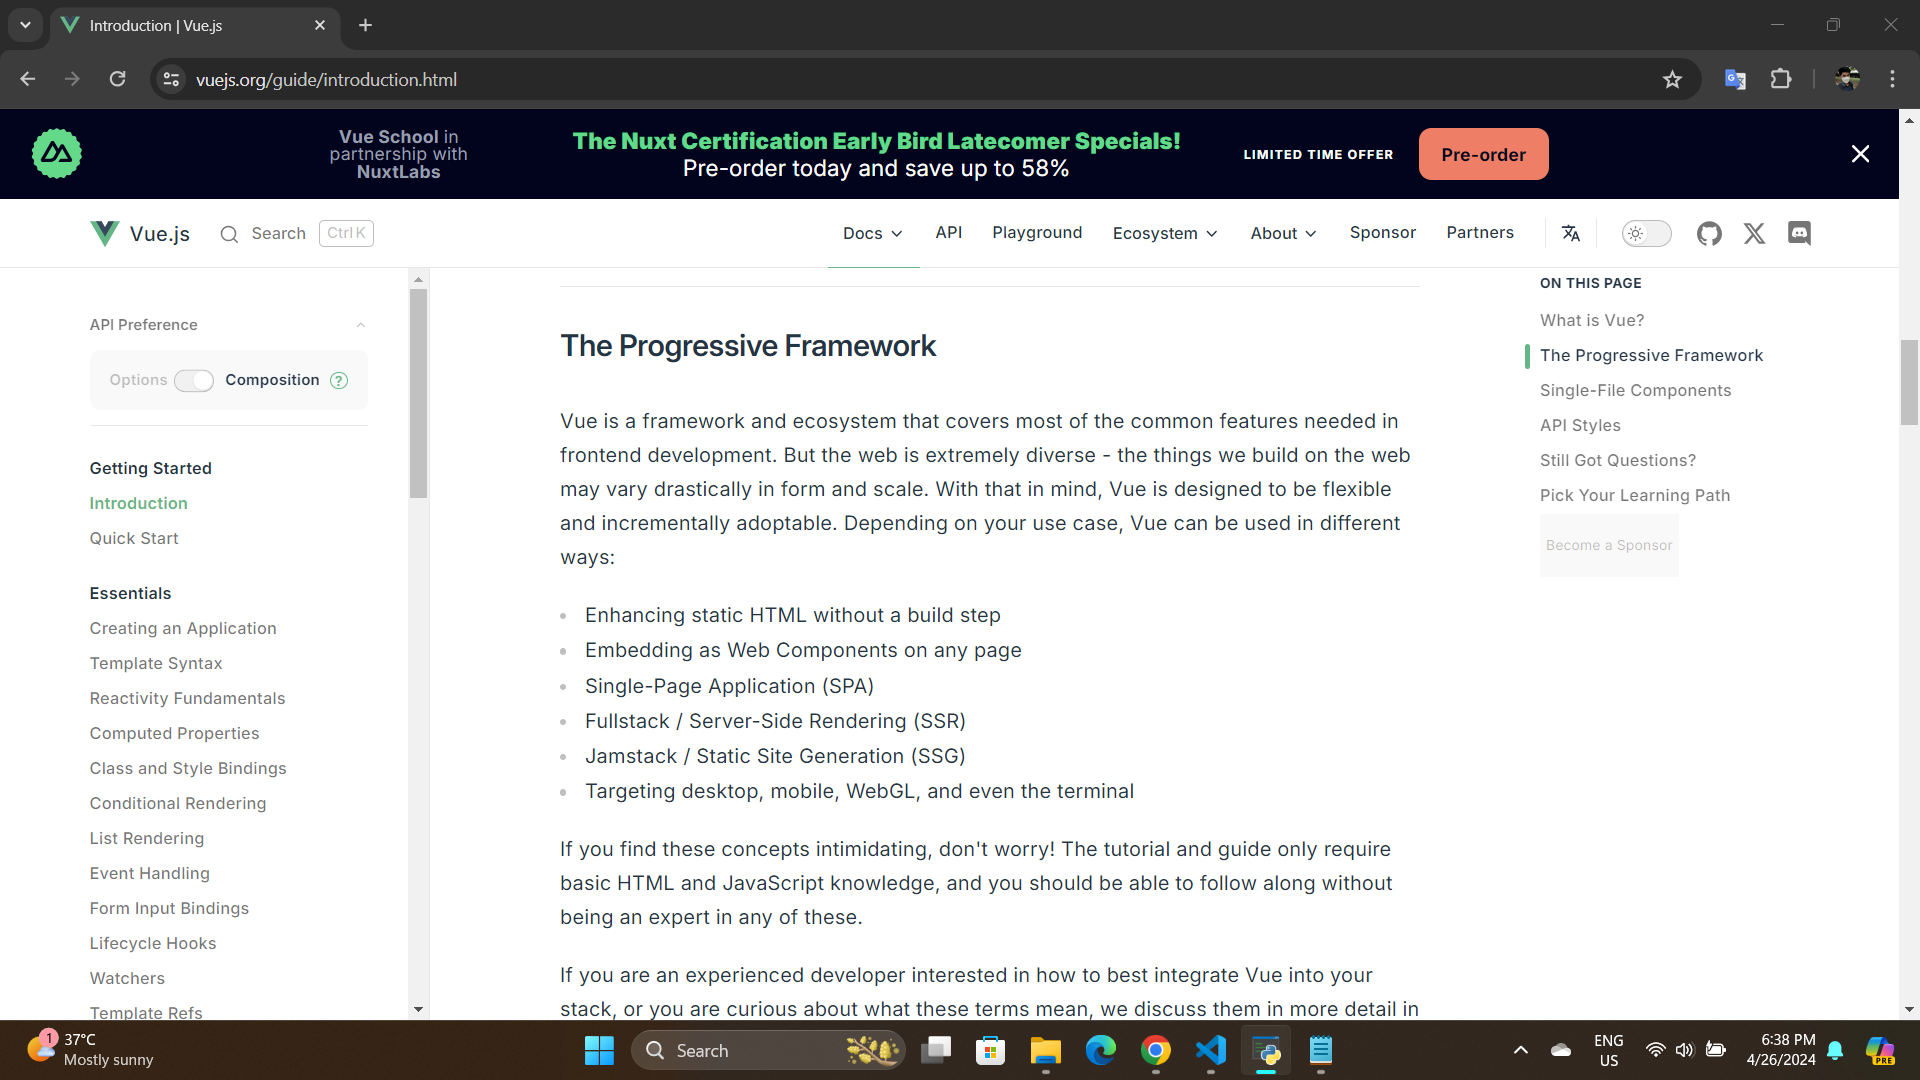 Introduction | Vue.js
vuejs.org/guide/introduction.html
Vue School in
partnership with
NuxtLabs
The Nuxt Certification Early Bird Latecomer Specials!
Pre-order today and save up to 58%
LIMITED TIME OFFER
Pre-order
Vue.js
Search
Ctrl K
Docs
API
Playground
Ecosystem
About
Sponsor
Partners
API Preference
Options
Composition
?
Getting Started
Introduction
Quick Start
Essentials
Creating an Application
Template Syntax
Reactivity Fundamentals
Computed Properties
Class and Style Bindings
Conditional Rendering
List Rendering
Event Handling
Form Input Bindings
Lifecycle Hooks
Watchers
Template Refs
The Progressive Framework
Vue is a framework and ecosystem that covers most of the common features needed in
frontend development. But the web is extremely diverse - the things we build on the web
may vary drastically in form and scale. With that in mind, Vue is designed to be flexible
and incrementally adoptable. Depending on your use case, Vue can be used in different
ways:
Enhancing static HTML without a build step
Embedding as Web Components on any page
Single-Page Application (SPA)
Fullstack / Server-Side Rendering (SSR)
Jamstack / Static Site Generation (SSG)
Targeting desktop, mobile, WebGL, and even the terminal
If you find these concepts intimidating, don't worry! The tutorial and guide only require
basic HTML and JavaScript knowledge, and you should be able to follow along without
being an expert in any of these.
If you are an experienced developer interested in how to best integrate Vue into your
stack, or you are curious about what these terms mean, we discuss them in more detail in
ON THIS PAGE
What is Vue?
The Progressive Framework
Single-File Components
API Styles
Still Got Questions?
Pick Your Learning Path
Become a Sponsor
1
37°C
Mostly sunny
Search
ENG
US
6:38 PM
4/26/2024
PRE